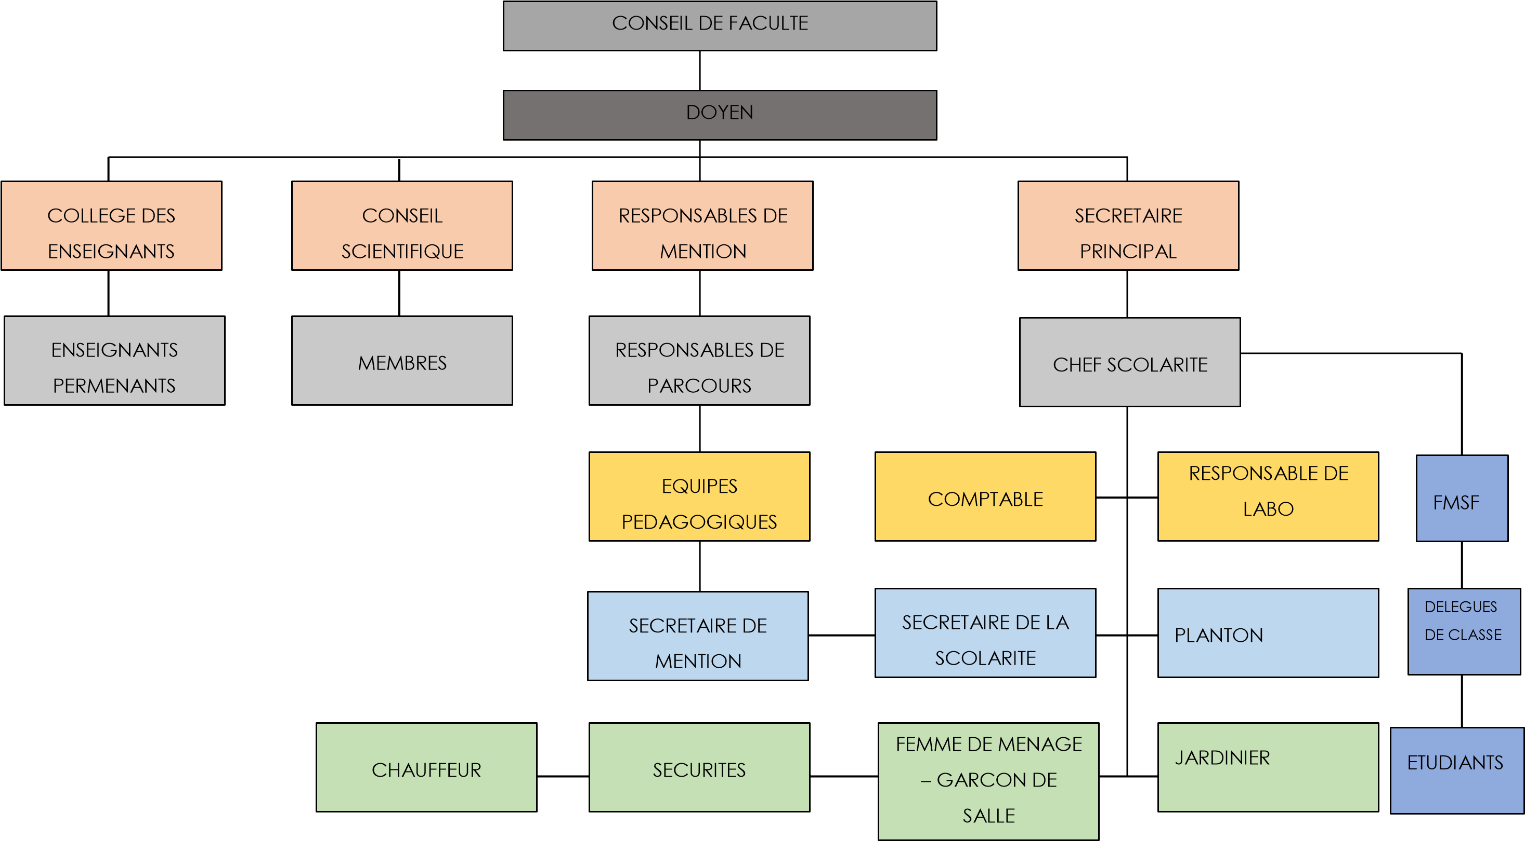 CONSEIL DE FACULTE
DOYEN
COLLEGE DES
ENSEIGNANTS
CONSEIL
SCIENTIFIQUE
RESPONSABLES DE
MENTION
SECRETAIRE
PRINCIPAL
ENSEIGNANTS
PERMENANTS
MEMBRES
RESPONSABLES DE
PARCOURS
CHEF SCOLARITE
EQUIPES
PEDAGOGIQUES
COMPTABLE
RESPONSABLE DE
LABO
FMSF
SECRETAIRE DE
MENTION
SECRETAIRE DE LA
SCOLARITE
PLANTON
DELEGUES
DE CLASSE
CHAUFFEUR
SECURITES
FEMME DE MENAGE
– GARCON DE
SALLE
JARDINIER
ETUDIANTS